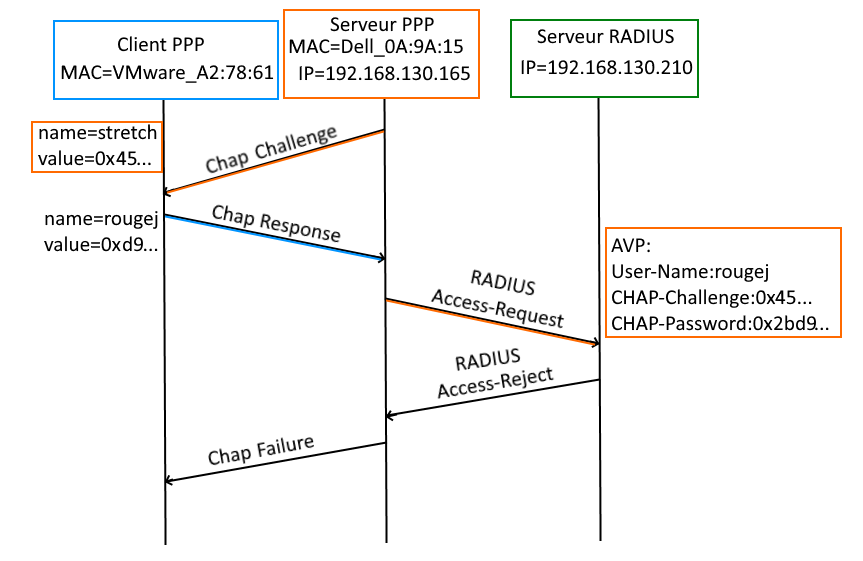 Client PPP
MAC=VMware_A2:78:61
Serveur PPP
MAC=Dell_0A:9A:15
IP=192.168.130.165
Serveur RADIUS
IP=192.168.130.210
name=stretch
value=0x45...
Chap Challenge
name=rougej
value=0xd9...
Chap Response
RADIUS
Access-Request
AVP:
User-Name:rougej
CHAP-Challenge:0x45...
CHAP-Password:0x2bd9...
RADIUS
Access-Reject
Chap Failure